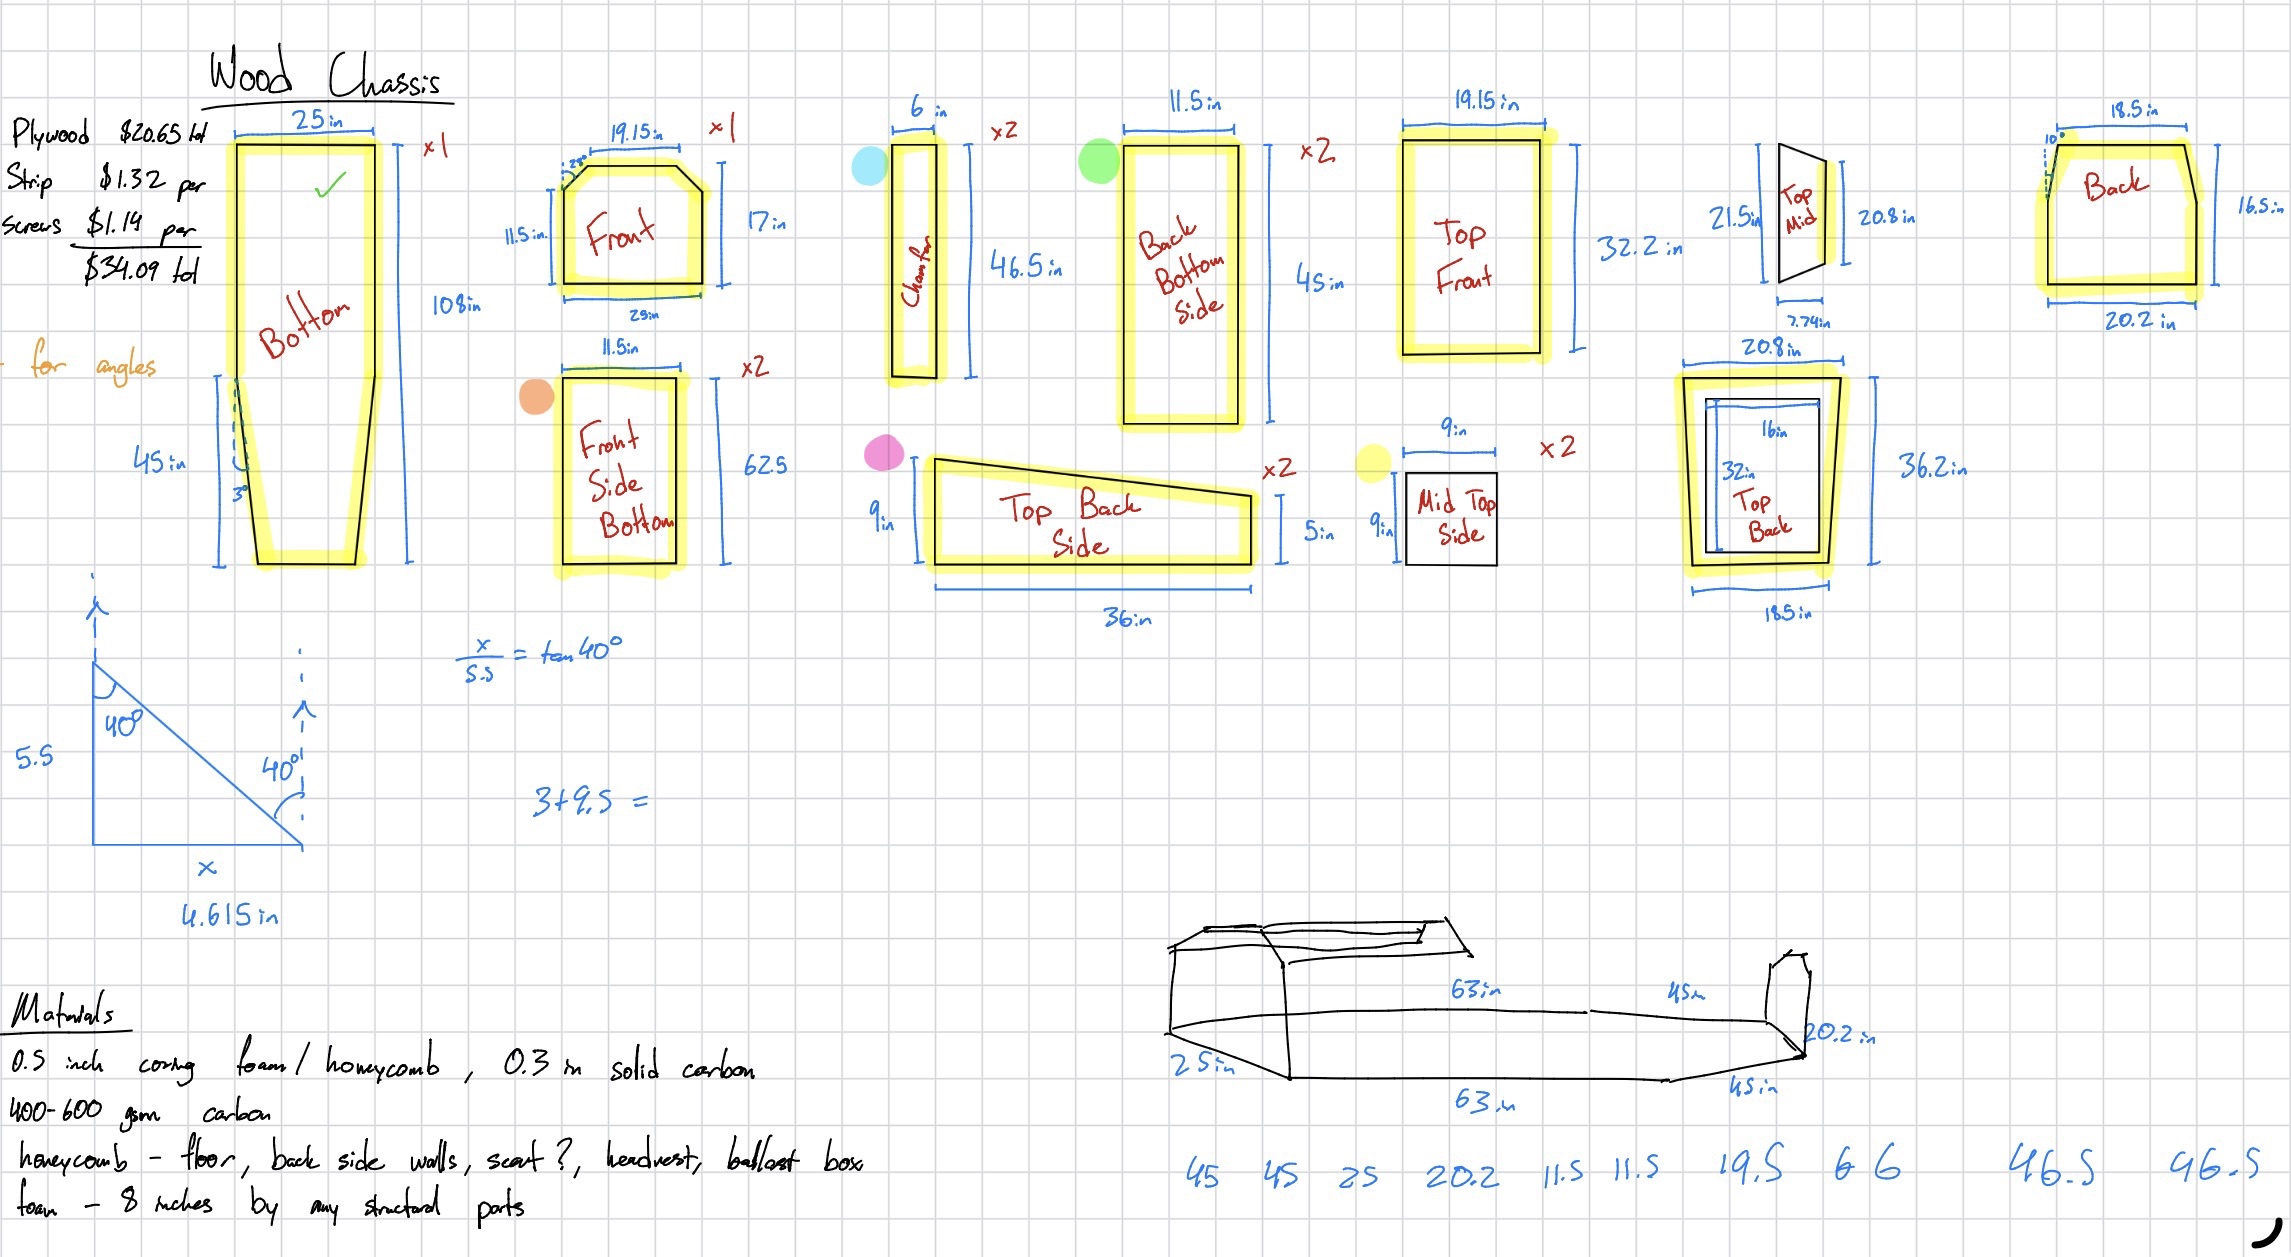 Wood Chassis
Plywood $20.65 tot
Strip $1.32 per
Screws $1.19 per
$34.09 tot
- for angles
25in
x1
108in
Bottom
45in
3°
19.15in
x1
28°
11.5in
Front
17in
25in
11.5in
x2
Front
Side
Bottom
62.5
6 in
x2
Chamfer
46.5in
11.5in
x2
Back
Bottom
Side
45in
9in
Top Back
Side
x2
5in
36in
19.15in
Top
Front
32.2in
9in
x2
9in
Mid Top
Side
21.5in
Top
Mid
20.8in
7.74in
20.8in
16in
32in
Top
Back
36.2in
18.5in
18.5in
10°
Back
16.5in
20.2in
5.5
40°
40°
x
4.615in
x/5.5 = tan40°
3+9.5 =
63in
45in
20.2in
25in
63in
45in
Materials
0.5 inch coring foam/honeycomb, 0.3 in solid carbon
400-600 gsm carbon
honeycomb - floor, back side walls, seat?, headrest, ballast box
foam - 8 inches by any structural parts
45 45 25 20.2 11.5 11.5 19.5 6 6 46.5 46.5